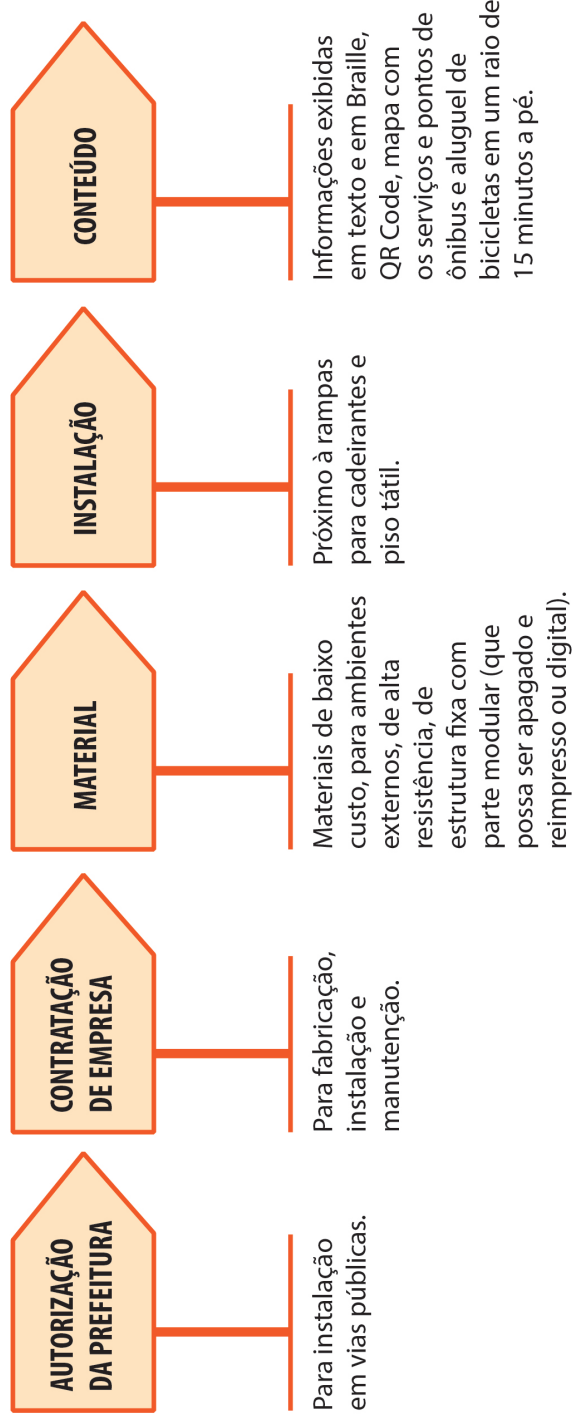 AUTORIZAÇÃO
DA PREFEITURA
Para instalação
em vias públicas.
CONTRATAÇÃO
DE EMPRESA
Para fabricação,
instalação e
manutenção.
MATERIAL
Materiais de baixo
custo, para ambientes
externos, de alta
resistência, de
estrutura fixa com
parte modular (que
possa ser apagado e
reimpresso ou digital).
INSTALAÇÃO
Próximo à rampas
para cadeirantes e
piso tátil.
CONTEÚDO
Informações exibidas
em texto e em Braille,
QR Code, mapa com
os serviços e pontos de
ônibus e aluguel de
bicicletas em um raio de
15 minutos a pé.